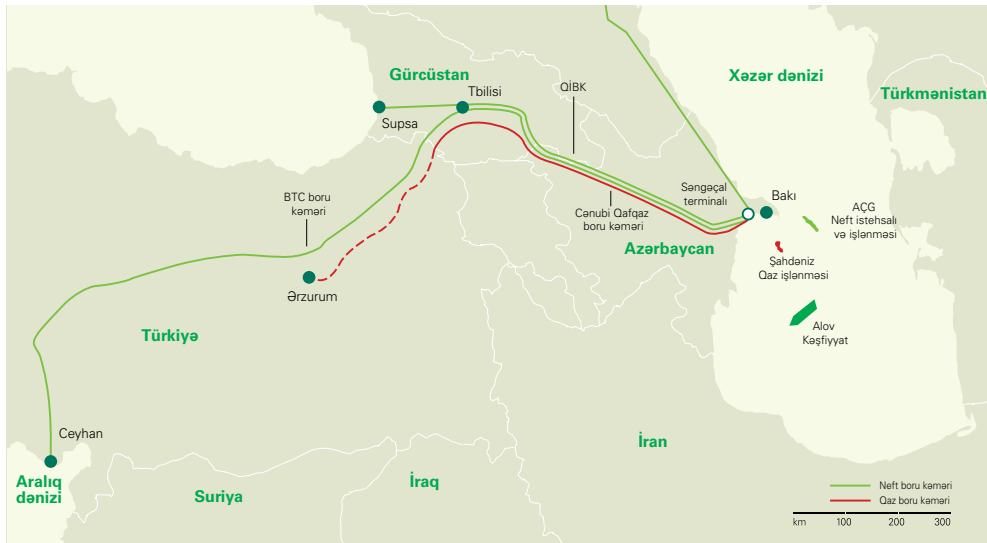 Gürcüstan
Tbilisi
Supsa
QİBK
Xəzər dənizi
Türkmənistan
BTC boru
kəməri
Səngəçal
terminalı
Bakı
Cənubi Qafqaz
boru kəməri
Azərbaycan
AÇG
Neft istehsalı
və işlənməsi
Şahdəniz
Qaz işlənməsi
Ərzurum
Alov
Kəşfiyyat
Türkiyə
Ceyhan
Aralıq
dənizi
Suriya
İraq
İran
Neft boru kəməri
Qaz boru kəməri
km 100 200 300